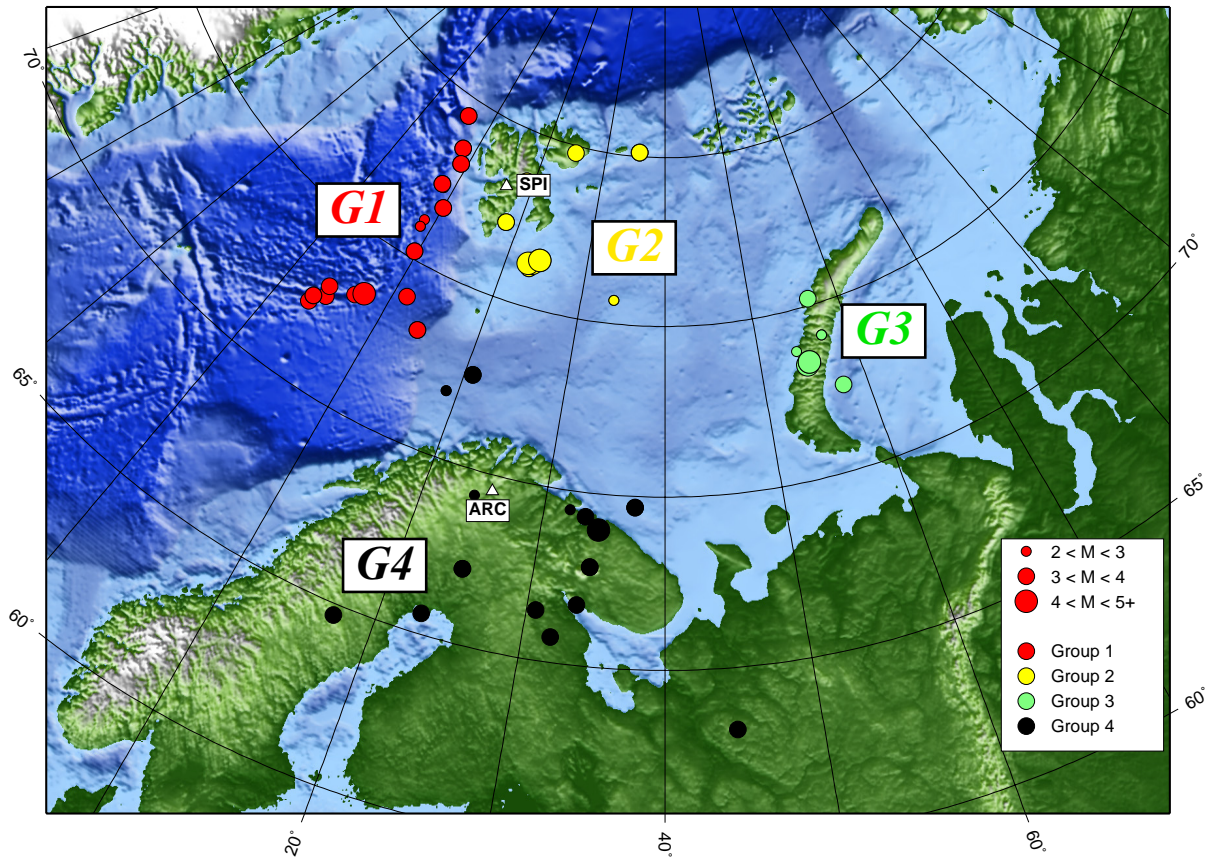 70°
SPI
G1
G2
70°
G3
65°
65°
ARC
G4
2 < M < 3
3 < M < 4
4 < M < 5+
Group 1
Group 2
Group 3
Group 4
60°
60°
20°
40°
60°